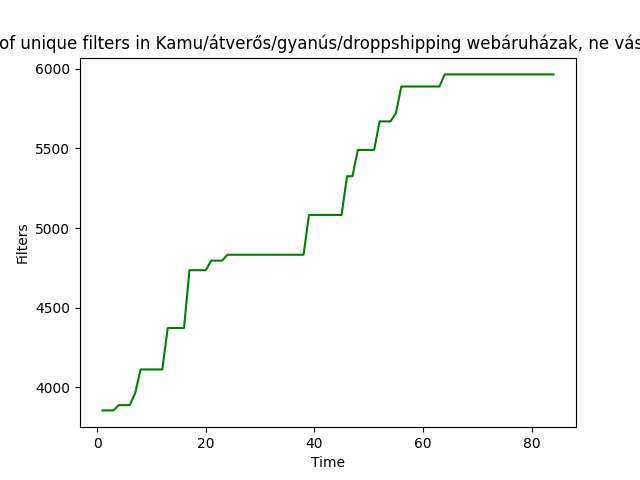 of unique filters in Kamu/átverős/gyanús/droppshipping webáruházak, ne vás
6000
5500
5000
4500
4000
Filters
0 20 40 60 80
Time